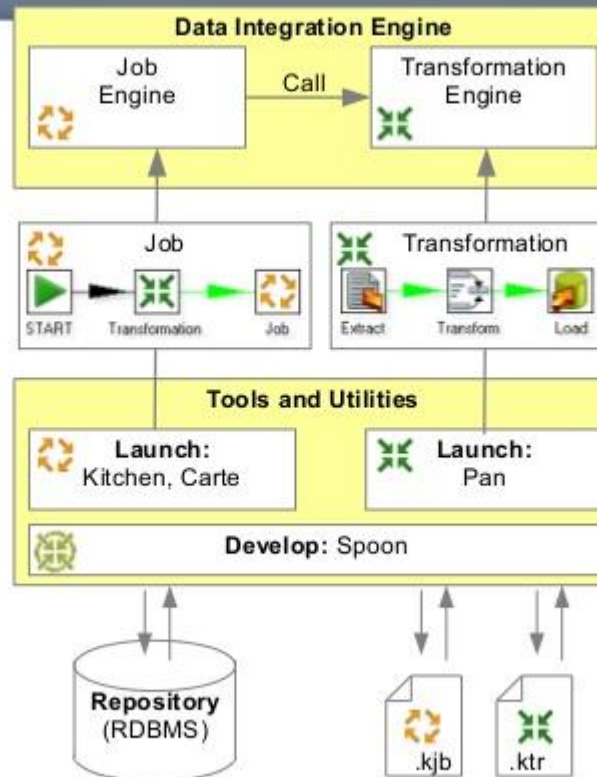 Data Integration Engine
Job
Engine
Call
Transformation
Engine
Job
START
Transformation
Job
Transformation
Extract
Transform
Load
Tools and Utilities
Launch:
Kitchen, Carte
Launch:
Pan
Develop: Spoon
Repository
(RDBMS)
.kjb
.ktr